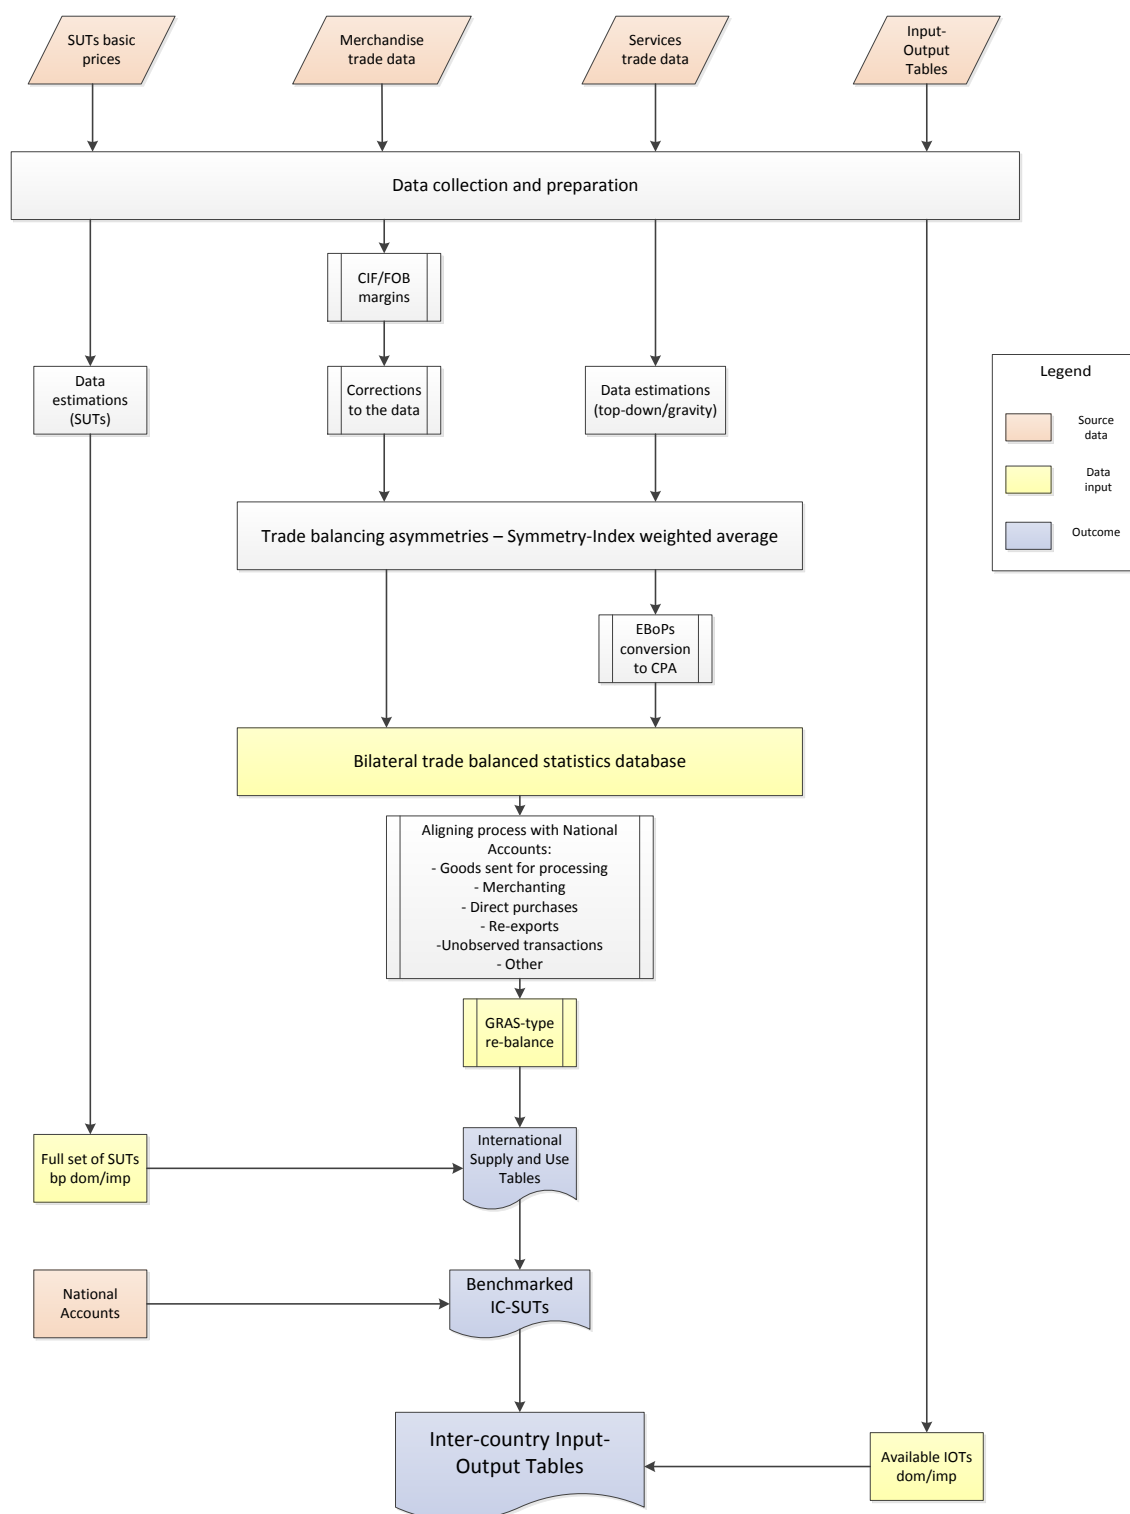 SUTs basic
prices
Merchandise
trade data
Services
trade data
Input-
Output
Tables
Data collection and preparation
CIF/FOB
margins
Data
estimations
(SUTs)
Corrections
to the data
Data estimations
(top-down/gravity)
Legend
Source
data
Data
input
Outcome
Trade balancing asymmetries – Symmetry-Index weighted average
EBoPs
conversion
to CPA
Bilateral trade balanced statistics database
Aligning process with National
Accounts:
- Goods sent for processing
- Merchanting
- Direct purchases
- Re-exports
-Unobserved transactions
- Other
GRAS-type
re-balance
Full set of SUTs
bp dom/imp
International
Supply and Use
Tables
National
Accounts
Benchmarked
IC-SUTs
Inter-country Input-
Output Tables
Available IOTs
dom/imp